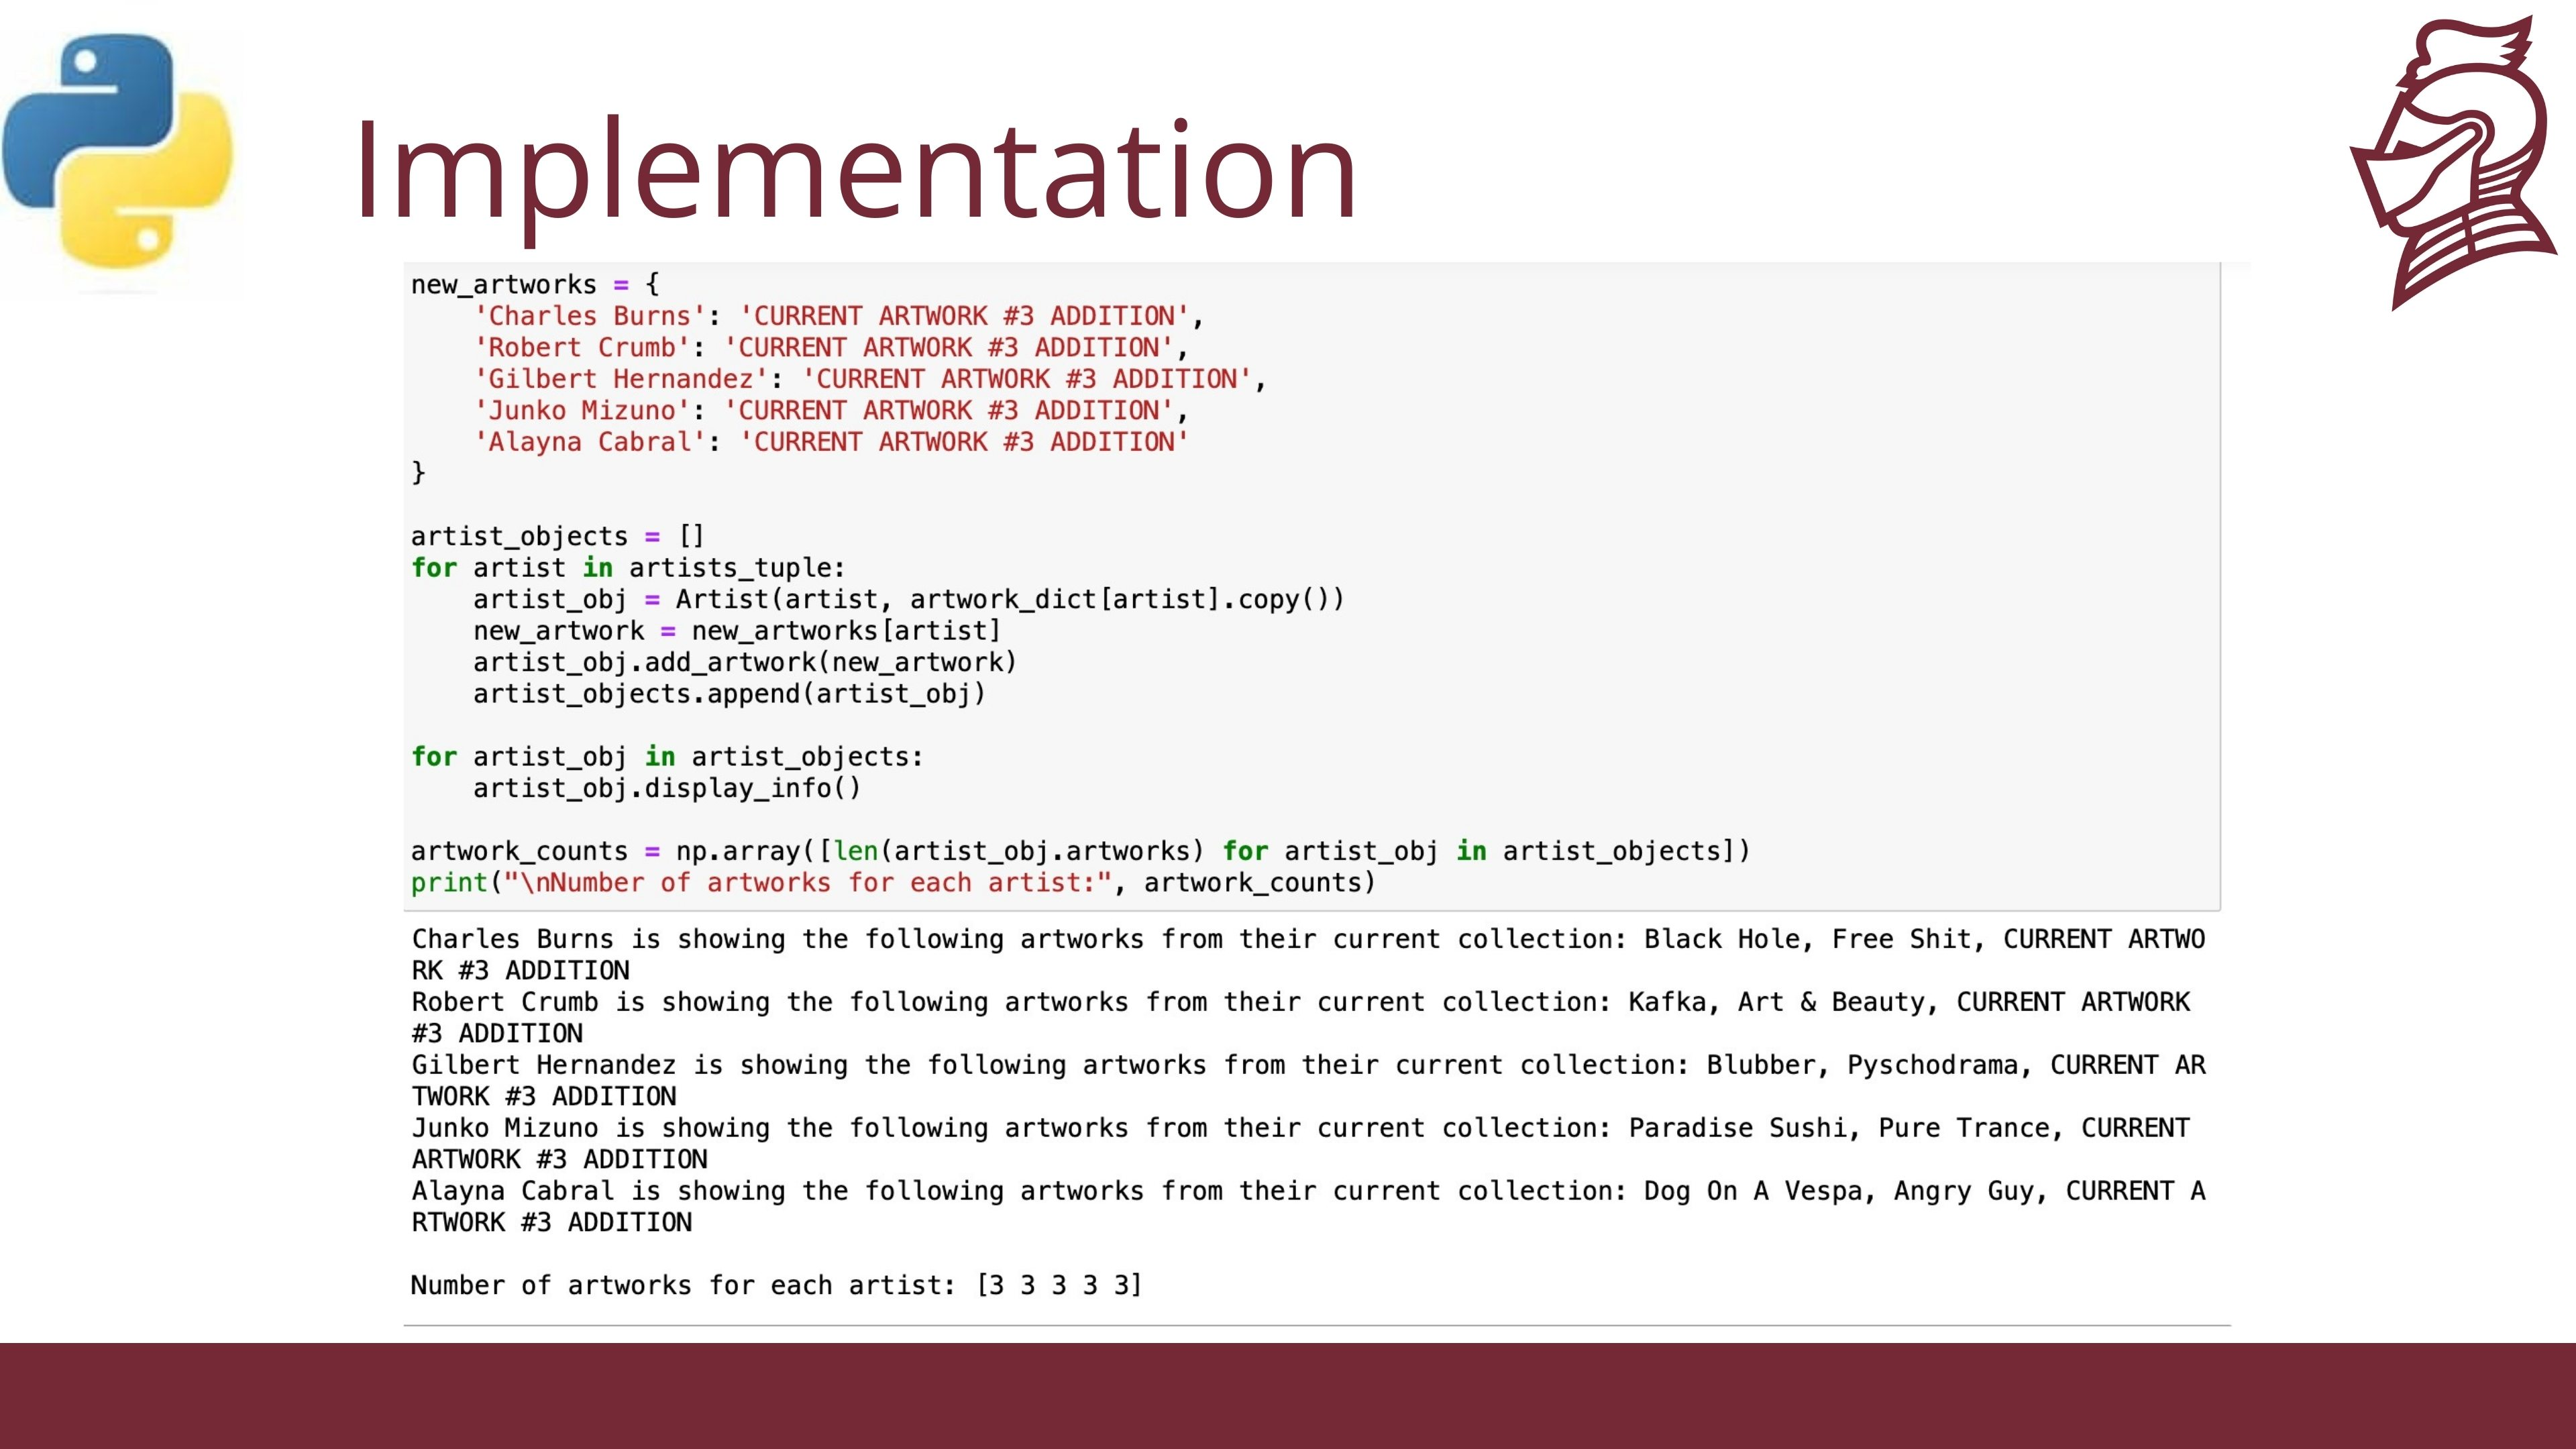 Implementation
new_artworks = {
    'Charles Burns': 'CURRENT ARTWORK #3 ADDITION',
    'Robert Crumb': 'CURRENT ARTWORK #3 ADDITION',
    'Gilbert Hernandez': 'CURRENT ARTWORK #3 ADDITION',
    'Junko Mizuno': 'CURRENT ARTWORK #3 ADDITION',
    'Alayna Cabral': 'CURRENT ARTWORK #3 ADDITION'
}
artist_objects = []
for artist in artists_tuple:
    artist_obj = Artist(artist, artwork_dict[artist].copy())
    new_artwork = new_artworks[artist]
    artist_obj.add_artwork(new_artwork)
    artist_objects.append(artist_obj)
for artist_obj in artist_objects:
    artist_obj.display_info()
artwork_counts = np.array([len(artist_obj.artworks) for artist_obj in artist_objects])
print("\nNumber of artworks for each artist:", artwork_counts)
Charles Burns is showing the following artworks from their current collection: Black Hole, Free Shit, CURRENT ARTWO
RK #3 ADDITION
Robert Crumb is showing the following artworks from their current collection: Kafka, Art & Beauty, CURRENT ARTWORK
#3 ADDITION
Gilbert Hernandez is showing the following artworks from their current collection: Blubber, Pyschodrama, CURRENT AR
TWORK #3 ADDITION
Junko Mizuno is showing the following artworks from their current collection: Paradise Sushi, Pure Trance, CURRENT
ARTWORK #3 ADDITION
Alayna Cabral is showing the following artworks from their current collection: Dog On A Vespa, Angry Guy, CURRENT A
RTWORK #3 ADDITION
Number of artworks for each artist: [3 3 3 3 3]